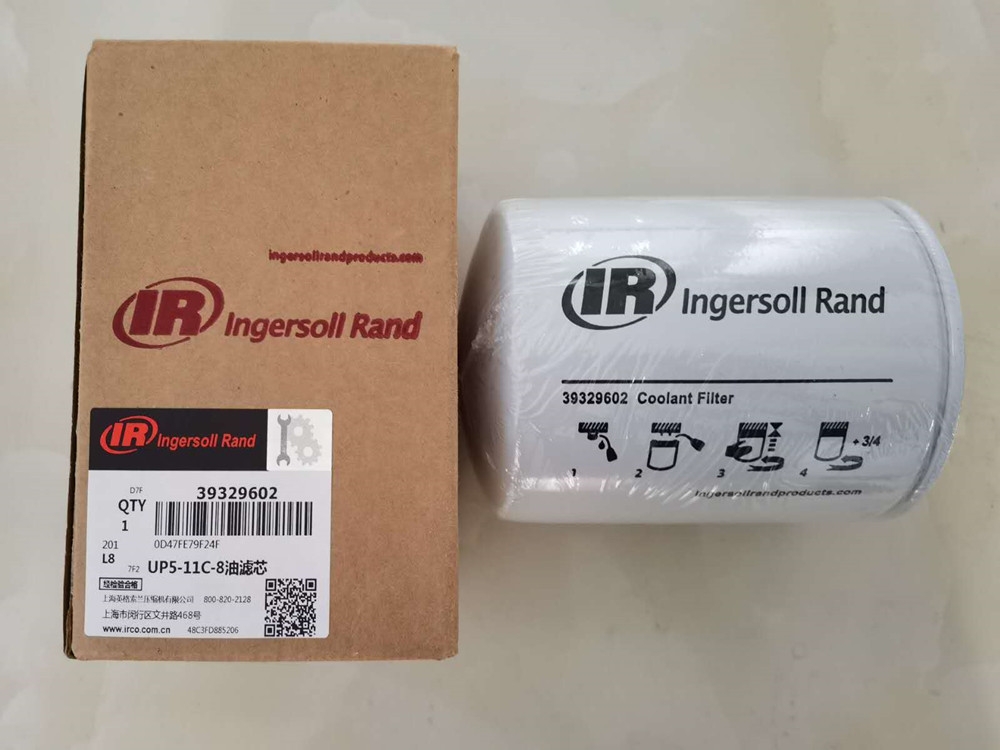 ingersollrandproducts.com
IR Ingersoll Rand
IR Ingersoll Rand
D7F
39329602
QTY
1
201
0D47FE79F24F
L8
7F2 UP5-11C-8油滤芯
经检验合格
上海英格索兰压缩机有限公司 800-820-2128
上海市闵行区文井路468号
www.irco.com.cn 48C3FD885206
IR Ingersoll Rand
39329602 Coolant Filter
1 2 3 4 + 3/4
ingersollrandproducts.com